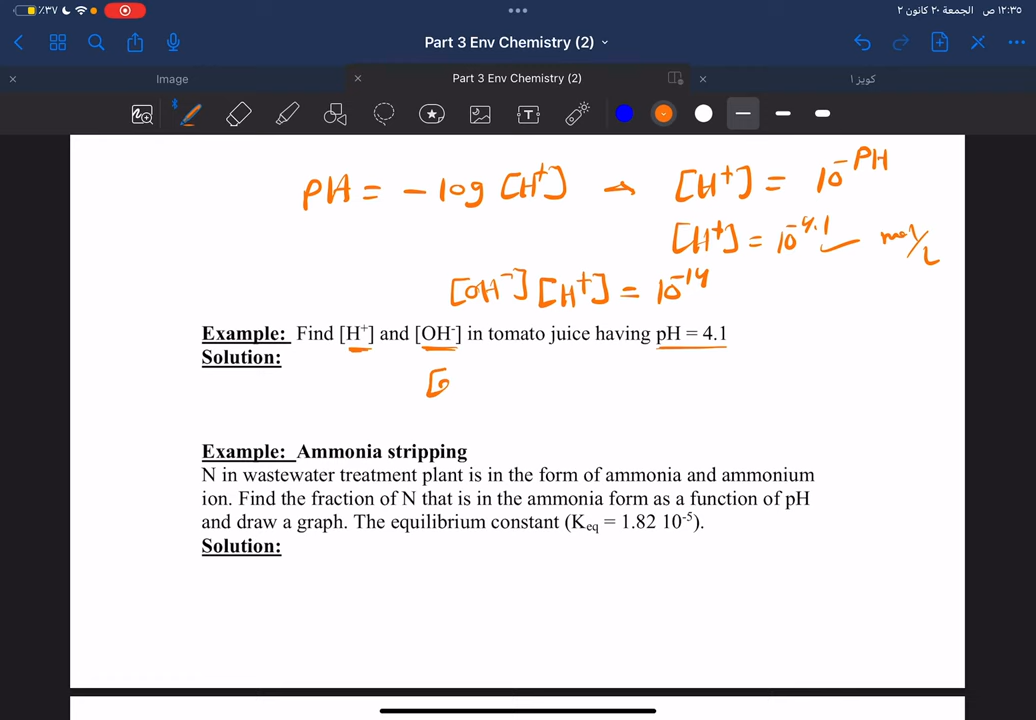 ٪٣٧
١٢:٣٥ ص الجمعة ٢٠ كانون ٢
Part 3 Env Chemistry (2)
Image
Part 3 Env Chemistry (2)
كويز ١
PH = - log [H+] → [H+] = 10-PH
[H+] = 10-4.1 mol/L
[OH-] [H+] = 10-14
Example: Find [H+] and [OH-] in tomato juice having pH = 4.1
Solution:
[o
Example: Ammonia stripping
N in wastewater treatment plant is in the form of ammonia and ammonium
ion. Find the fraction of N that is in the ammonia form as a function of pH
and draw a graph. The equilibrium constant (Keq = 1.82 10-5).
Solution: